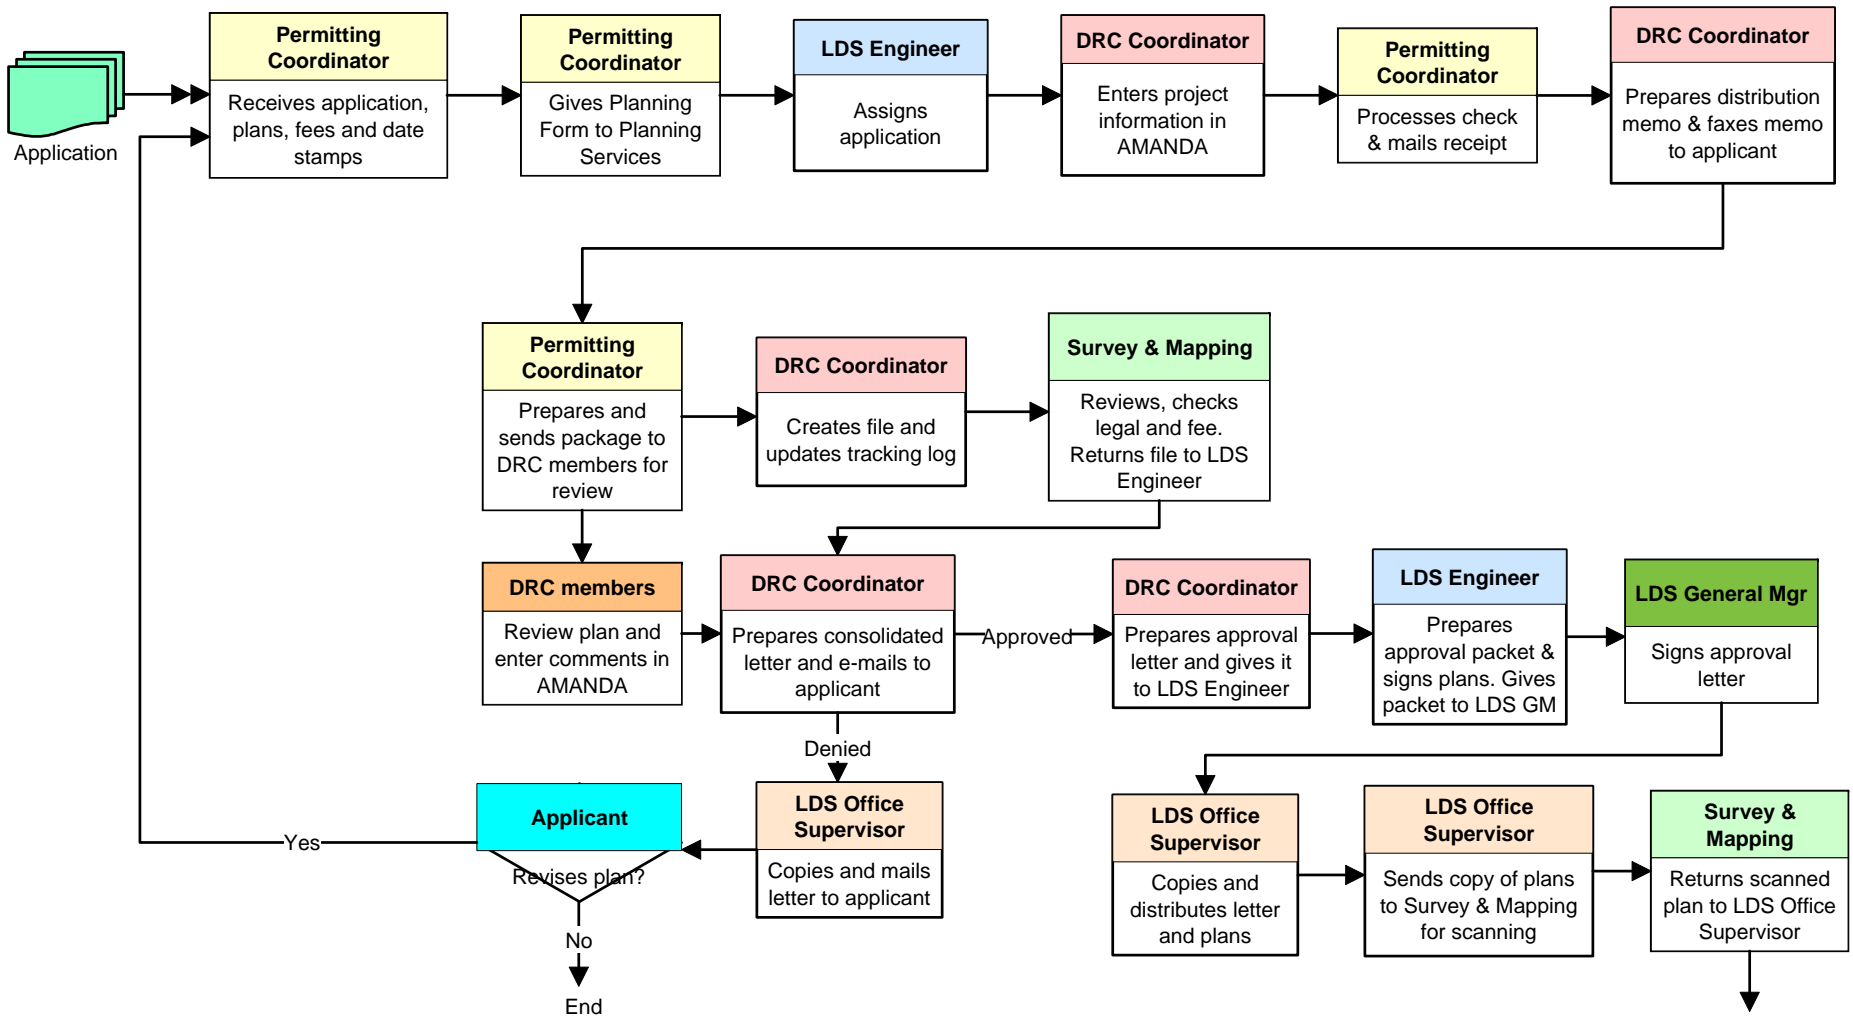 Application
Permitting
Coordinator
Receives application,
plans, fees and date
stamps
Permitting
Coordinator
Gives Planning
Form to Planning
Services
LDS Engineer
Assigns
application
DRC Coordinator
Enters project
information in
AMANDA
Permitting
Coordinator
Processes check
& mails receipt
DRC Coordinator
Prepares distribution
memo & faxes memo
to applicant
Permitting
Coordinator
Prepares and
sends package to
DRC members for
review
DRC Coordinator
Creates file and
updates tracking log
Survey & Mapping
Reviews, checks
legal and fee.
Returns file to LDS
Engineer
DRC members
Review plan and
enter comments in
AMANDA
DRC Coordinator
Prepares consolidated
letter and e-mails to
applicant
Approved
DRC Coordinator
Prepares approval
letter and gives it
to LDS Engineer
LDS Engineer
Prepares
approval packet &
signs plans. Gives
packet to LDS GM
LDS General Mgr
Signs approval
letter
Denied
Yes
Applicant
Revises plan?
No
End
LDS Office
Supervisor
Copies and mails
letter to applicant
LDS Office
Supervisor
Copies and
distributes letter
and plans
LDS Office
Supervisor
Sends copy of plans
to Survey & Mapping
for scanning
Survey &
Mapping
Returns scanned
plan to LDS Office
Supervisor